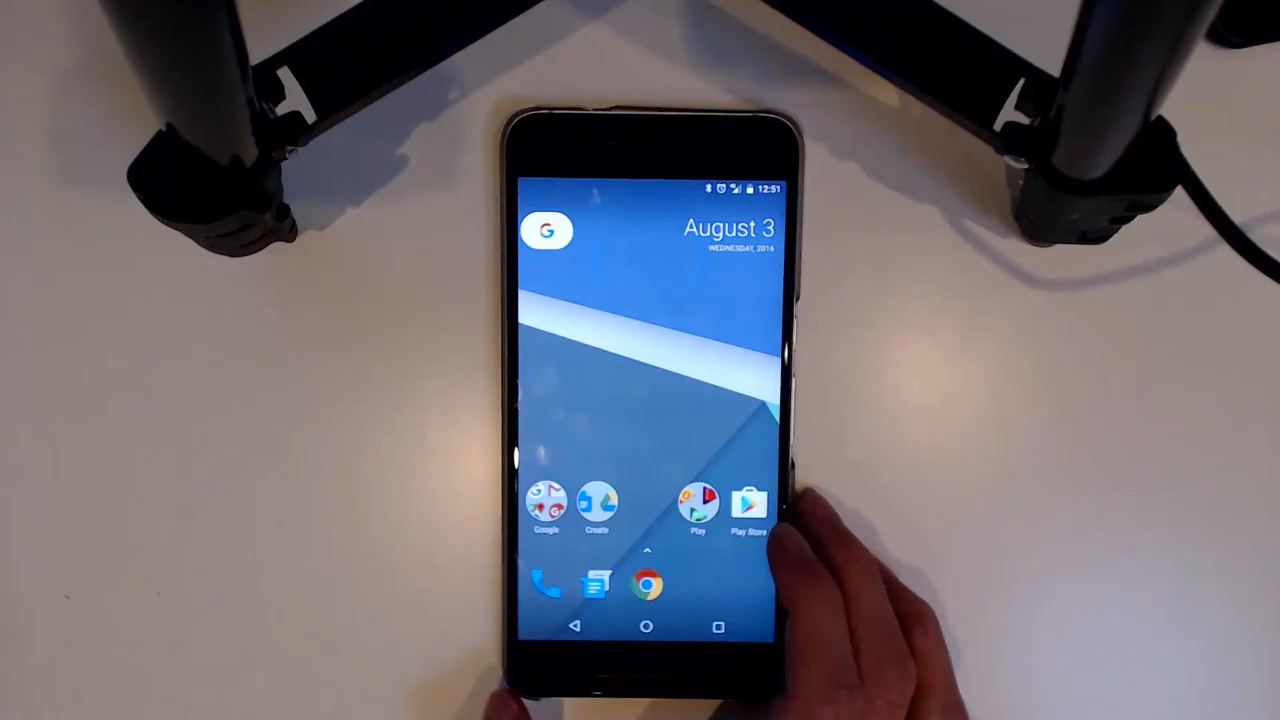 12:51
G
August 3
WEDNESDAY, 2016
Google
Create
Play
Play Store